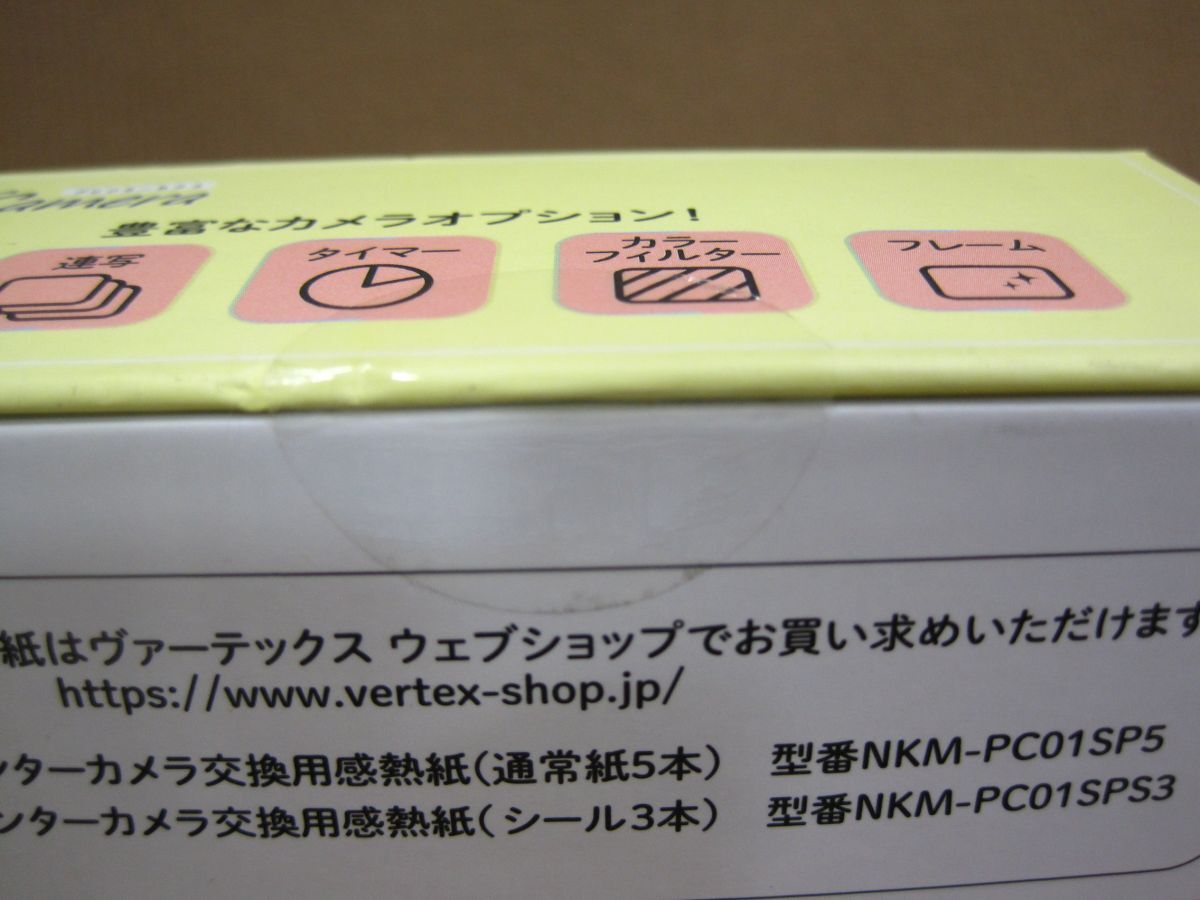 amera
豊富なカメラオプション!
連写
タイマー
カラー
フィルター
フレーム
紙はヴァーテックス ウェブショップでお買い求めいただけます
https://www.vertex-shop.jp/
ンターカメラ交換用感熱紙(通常紙5本) 型番NKM-PC01SP5
ンターカメラ交換用感熱紙(シール3本) 型番NKM-PC01SPS3